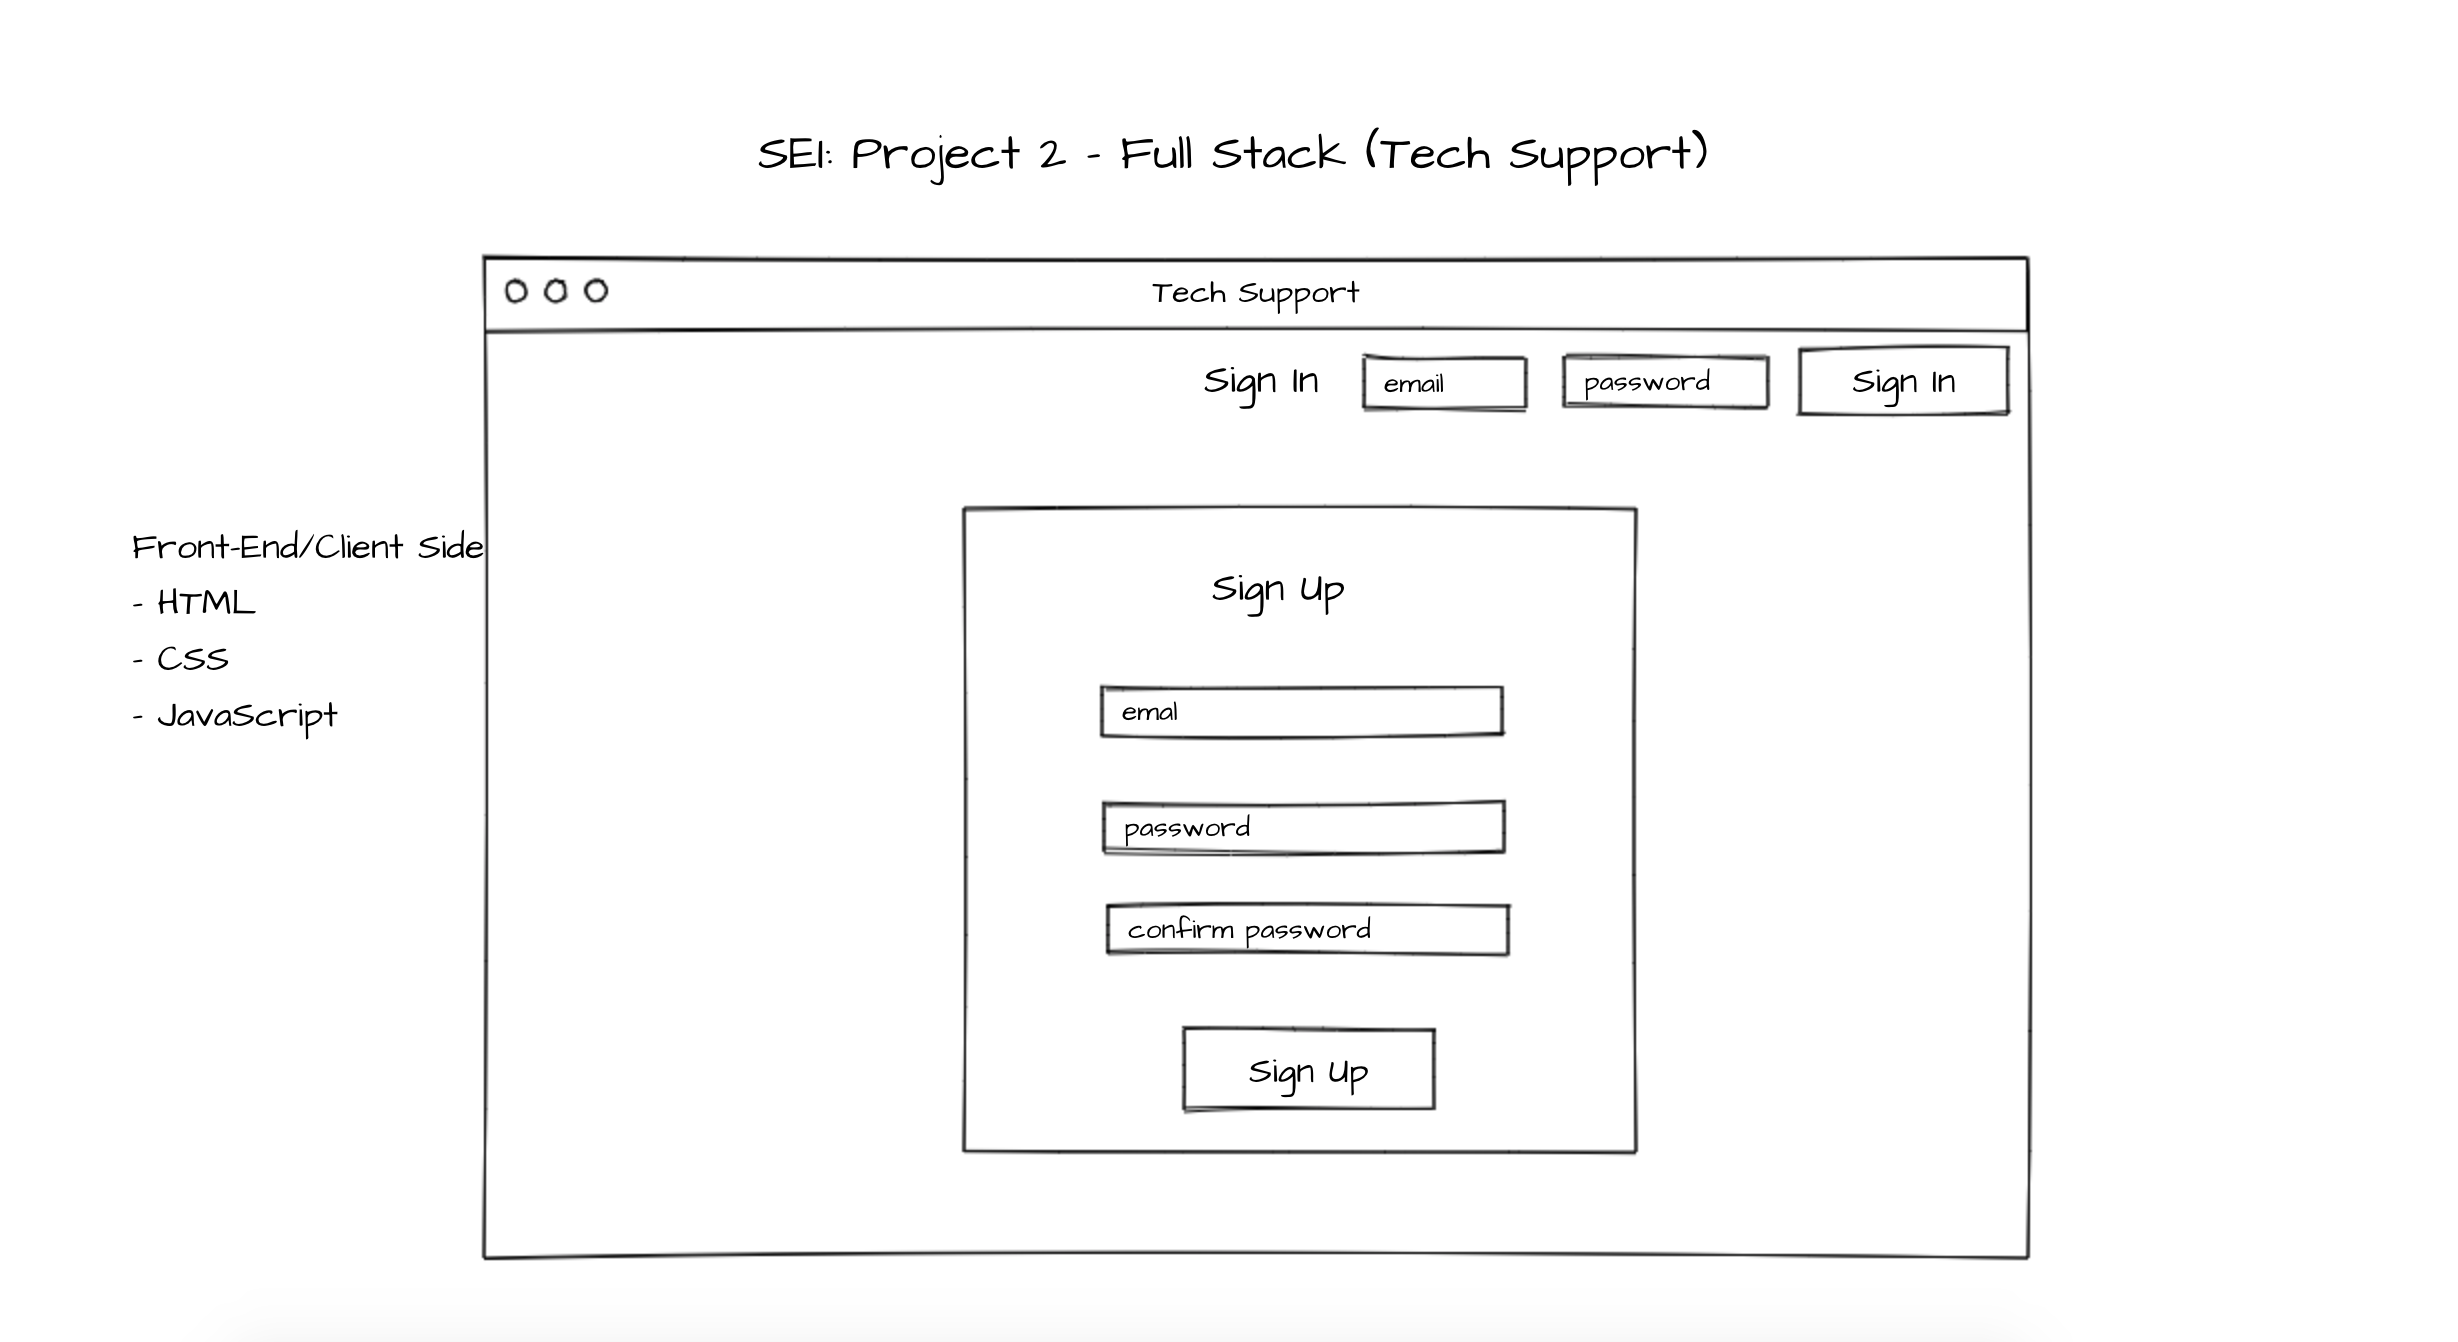 SEI: Project 2 - Full Stack (Tech Support)
Tech Support
Sign In email password Sign In
Front-End/Client Side
- HTML
- CSS
- JavaScript
Sign Up
emal
password
confirm password
Sign Up